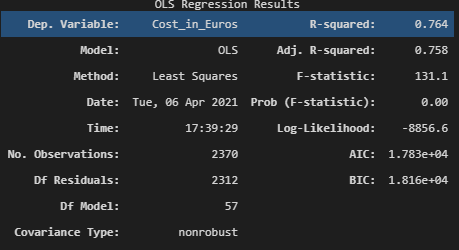 OLS Regression Results
Dep. Variable: Cost_in_Euros R-squared: 0.764
Model: OLS Adj. R-squared: 0.758
Method: Least Squares F-statistic: 131.1
Date: Tue, 06 Apr 2021 Prob (F-statistic): 0.00
Time: 17:39:29 Log-Likelihood: -8856.6
No. Observations: 2370 AIC: 1.783e+04
Df Residuals: 2312 BIC: 1.816e+04
Df Model: 57
Covariance Type: nonrobust